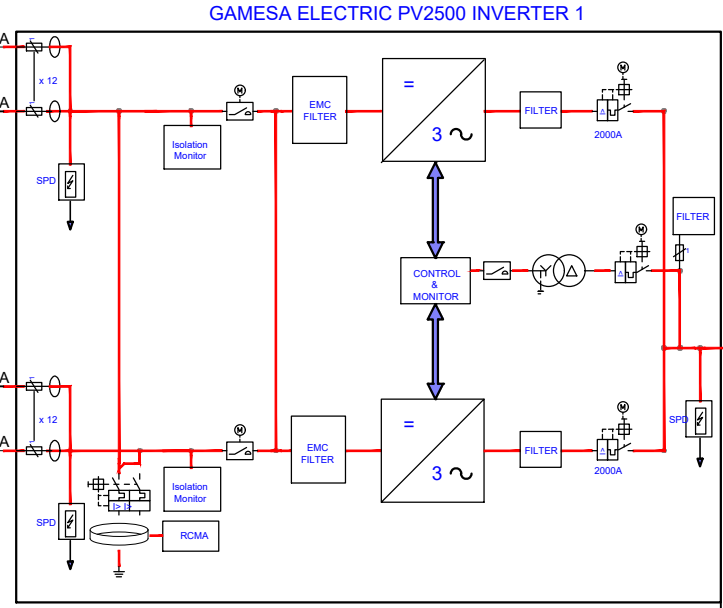 GAMESA ELECTRIC PV2500 INVERTER 1
A
x 12
A
M
EMC
FILTER
=
3
FILTER
M
2000A
Isolation
Monitor
SPD
M
FILTER
1
CONTROL
&
MONITOR
A
x 12
A
M
EMC
FILTER
=
3
FILTER
M
2000A
SPD
Isolation
Monitor
I> I>
SPD
RCMA